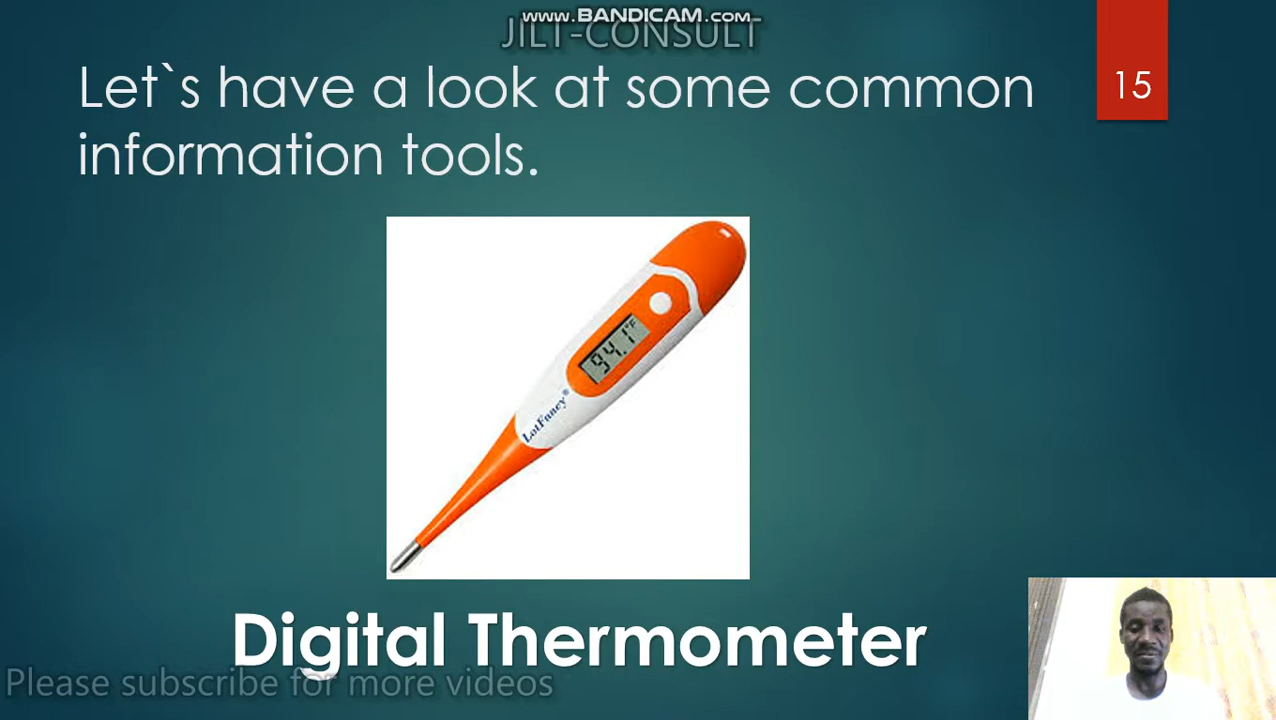 www.BANDICAM.com
JILT-CONSULT
Let`s have a look at some common
information tools.
15
94.1°F
LotFancy®
Digital Thermometer
Please subscribe for more videos